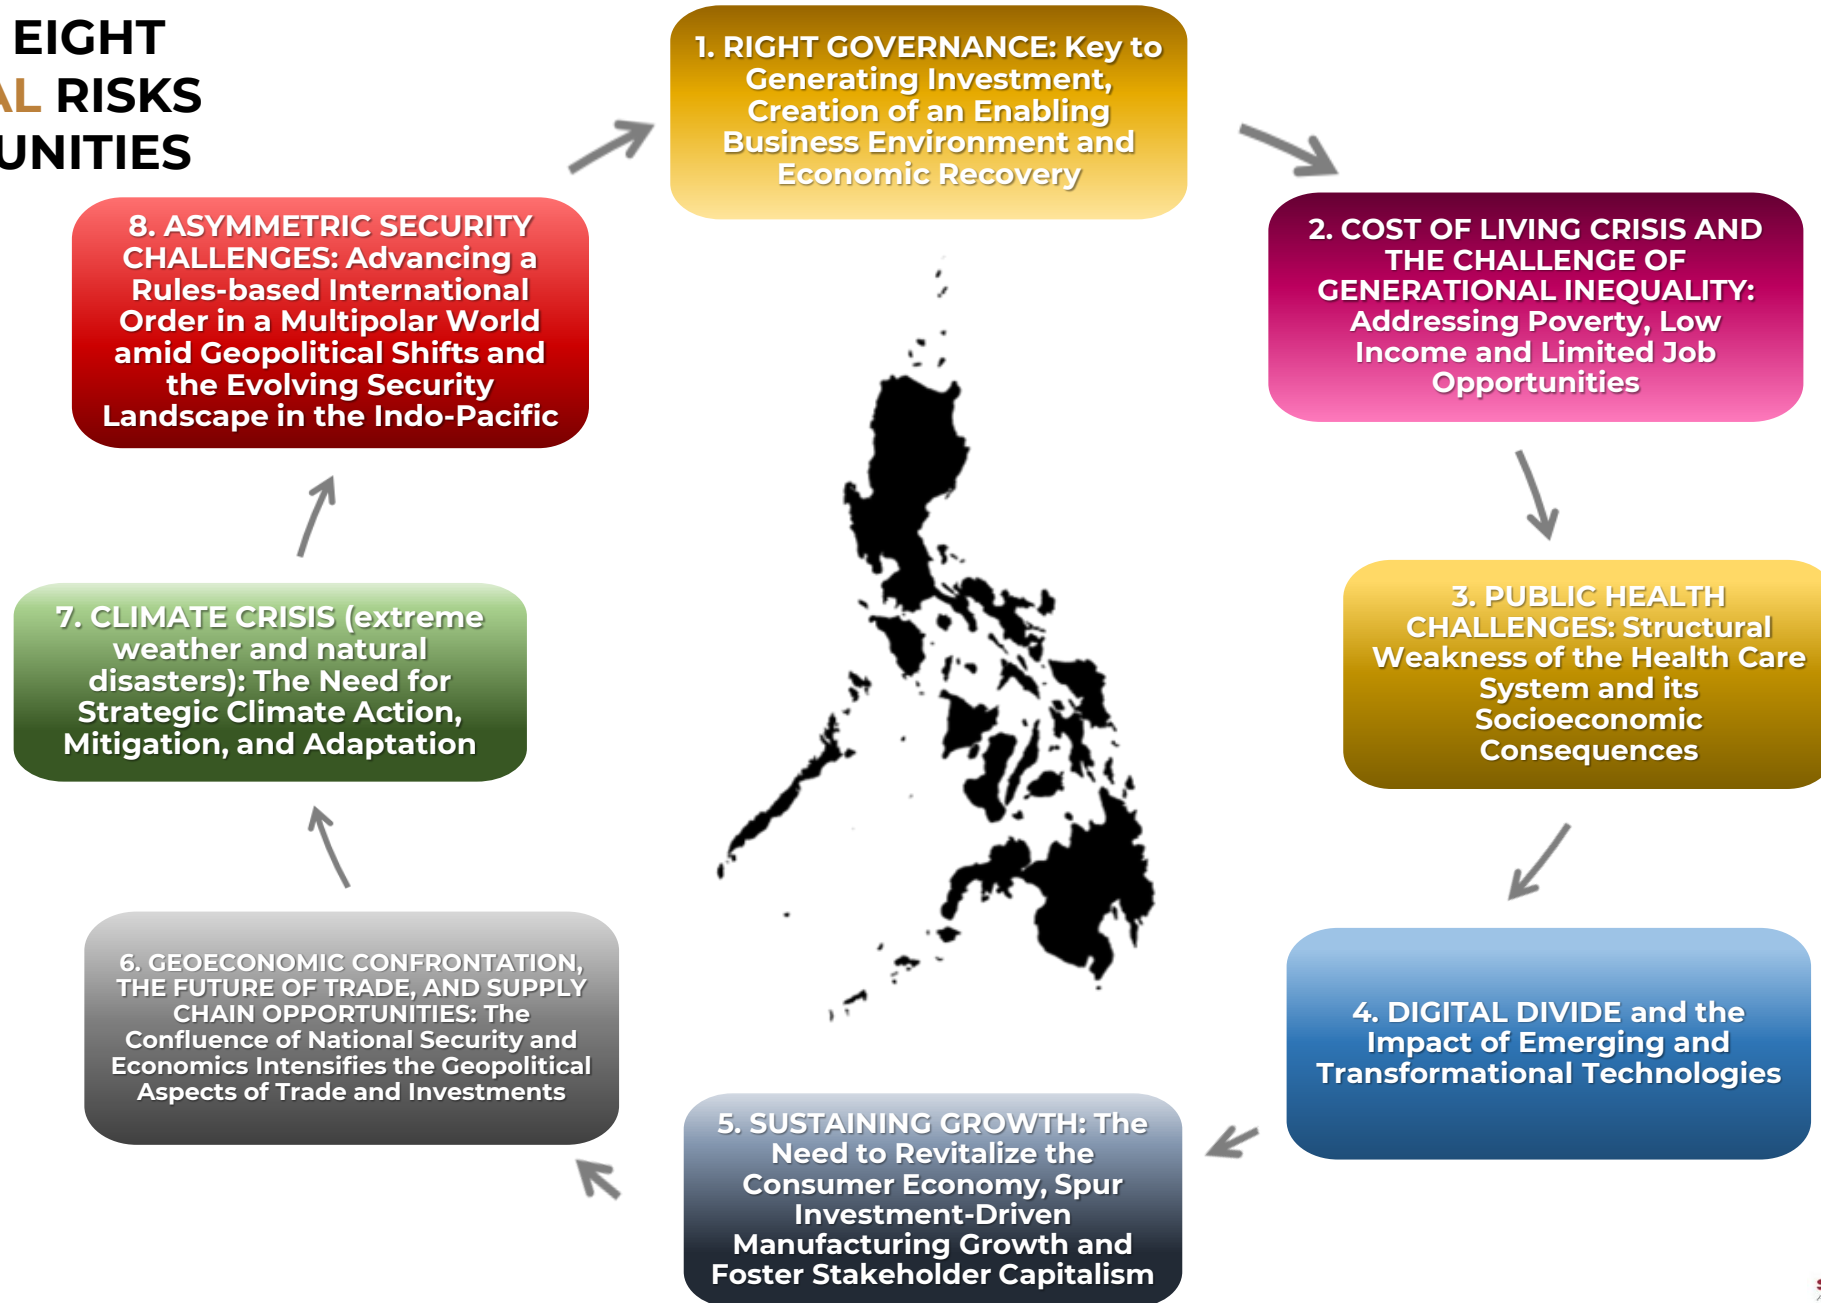 EIGHT
AL RISKS
UNITIES
1. RIGHT GOVERNANCE: Key to
Generating Investment,
Creation of an Enabling
Business Environment and
Economic Recovery
2. COST OF LIVING CRISIS AND
THE CHALLENGE OF
GENERATIONAL INEQUALITY:
Addressing Poverty, Low
Income and Limited Job
Opportunities
3. PUBLIC HEALTH
CHALLENGES: Structural
Weakness of the Health Care
System and its
Socioeconomic
Consequences
4. DIGITAL DIVIDE and the
Impact of Emerging and
Transformational Technologies
5. SUSTAINING GROWTH: The
Need to Revitalize the
Consumer Economy, Spur
Investment-Driven
Manufacturing Growth and
Foster Stakeholder Capitalism
6. GEOECONOMIC CONFRONTATION,
THE FUTURE OF TRADE, AND SUPPLY
CHAIN OPPORTUNITIES: The
Confluence of National Security and
Economics Intensifies the Geopolitical
Aspects of Trade and Investments
7. CLIMATE CRISIS (extreme
weather and natural
disasters): The Need for
Strategic Climate Action,
Mitigation, and Adaptation
8. ASYMMETRIC SECURITY
CHALLENGES: Advancing a
Rules-based International
Order in a Multipolar World
amid Geopolitical Shifts and
the Evolving Security
Landscape in the Indo-Pacific